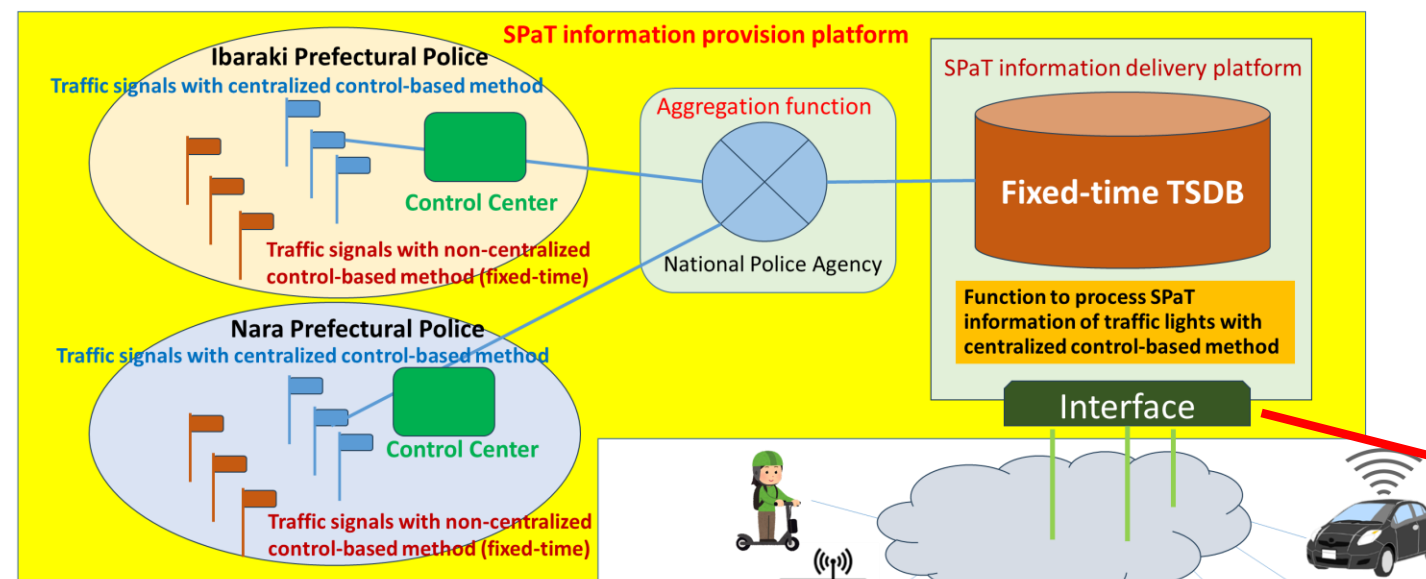 SPaT information provision platform
Ibaraki Prefectural Police
Traffic signals with centralized control-based method
Control Center
Traffic signals with non-centralized
control-based method (fixed-time)
Nara Prefectural Police
Traffic signals with centralized control-based method
Control Center
Traffic signals with non-centralized
control-based method (fixed-time)
Aggregation function
National Police Agency
SPaT information delivery platform
Fixed-time TSDB
Function to process SPaT
information of traffic lights with
centralized control-based method
Interface